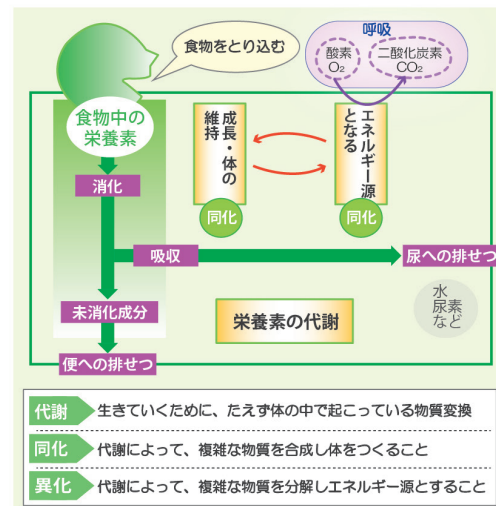 食物をとり込む
呼吸
酸素
O₂
二酸化炭素
CO₂
食物中の
栄養素
成長・体の
維持
エネルギー源
となる
消化
同化
同化
吸収
尿への排せつ
未消化成分
栄養素の代謝
水
尿素
など
便への排せつ
代謝 生きていくために、たえず体の中で起こっている物質変換
同化 代謝によって、複雑な物質を合成し体をつくること
異化 代謝によって、複雑な物質を分解しエネルギー源とすること